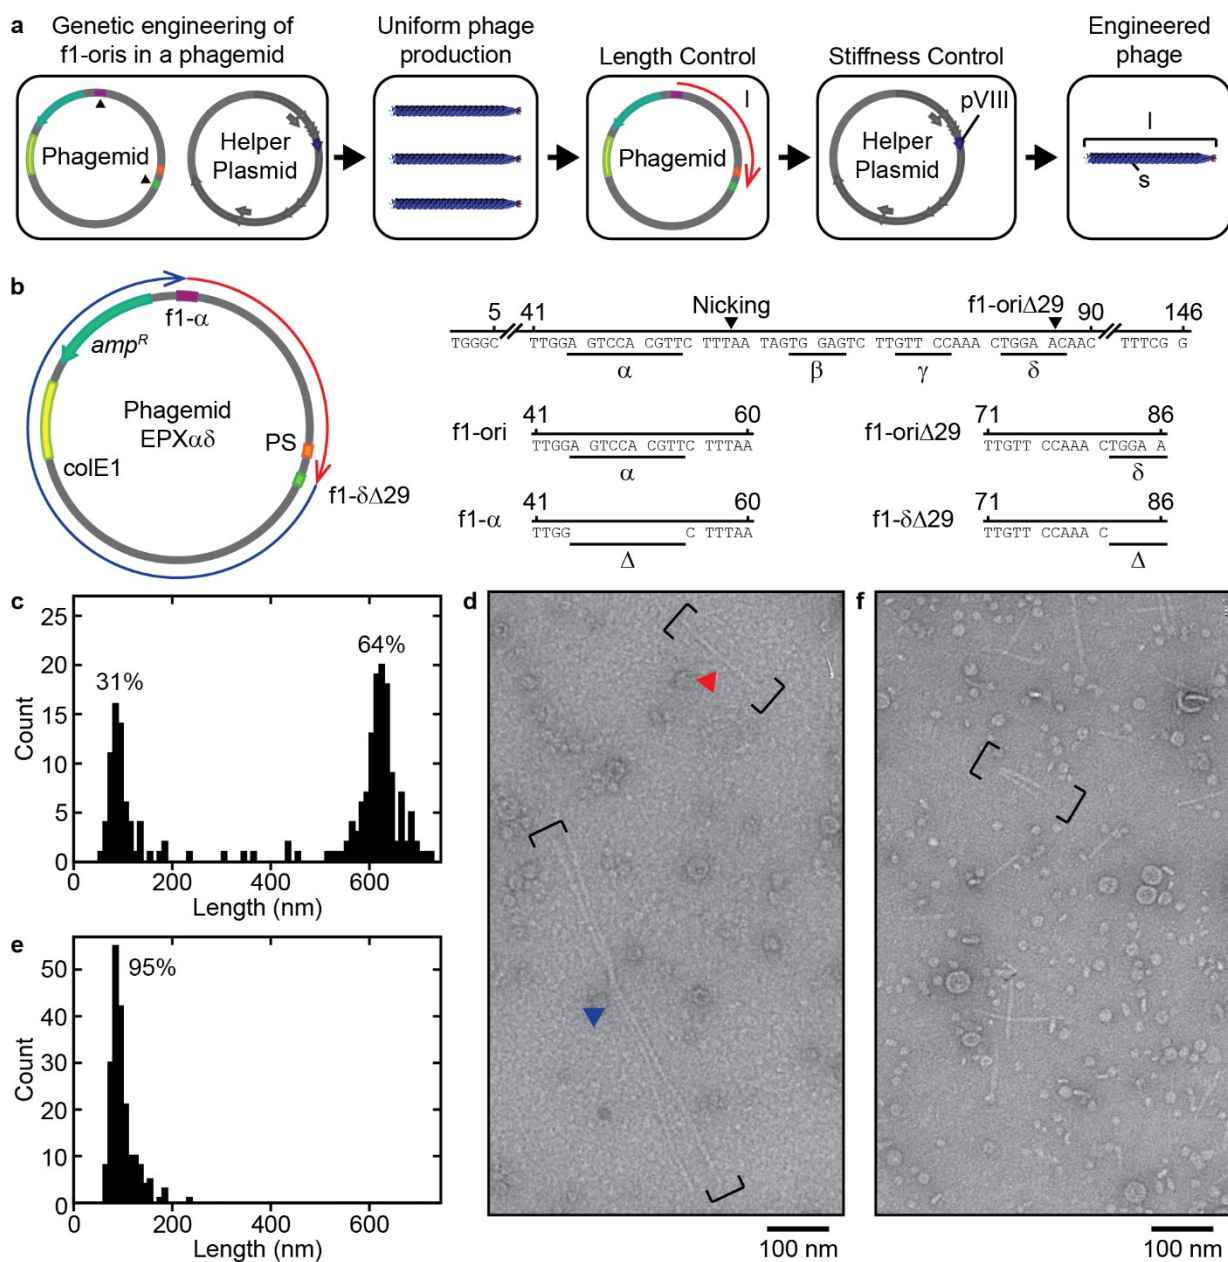 a
Genetic engineering of
f1-oris in a phagemid
Uniform phage
production
Length Control
Stiffness Control
Engineered
phage
Phagemid
Helper
Plasmid
Phagemid
l
Helper
Plasmid
pVIII
l
s
b
f1-α
amp^R
Phagemid
EPXαδ
PS
colE1
f1-δΔ29
Nicking
f1-oriΔ29
5 41 90 146
TGGGC TTGGA AGTCCA CGTTC TTTAA TAGTG GAGTC TTGTT CCAAA CTGGA ACAAC TTTCG G
α β γ δ
41 60
f1-ori
TTGGA GTCCA CGTTC TTTAA
α
41 60
f1-α
TTGG C TTTAA
Δ
71 86
f1-oriΔ29
TTGTT CCAAA CTGGA A
δ
71 86
f1-δΔ29
TTGTT CCAAA C
Δ
c
25
20
15
10
5
0
Count
31%
64%
0 200 400 600
Length (nm)
d
100 nm
e
50
40
30
20
10
0
Count
95%
0 200 400 600
Length (nm)
f
100 nm